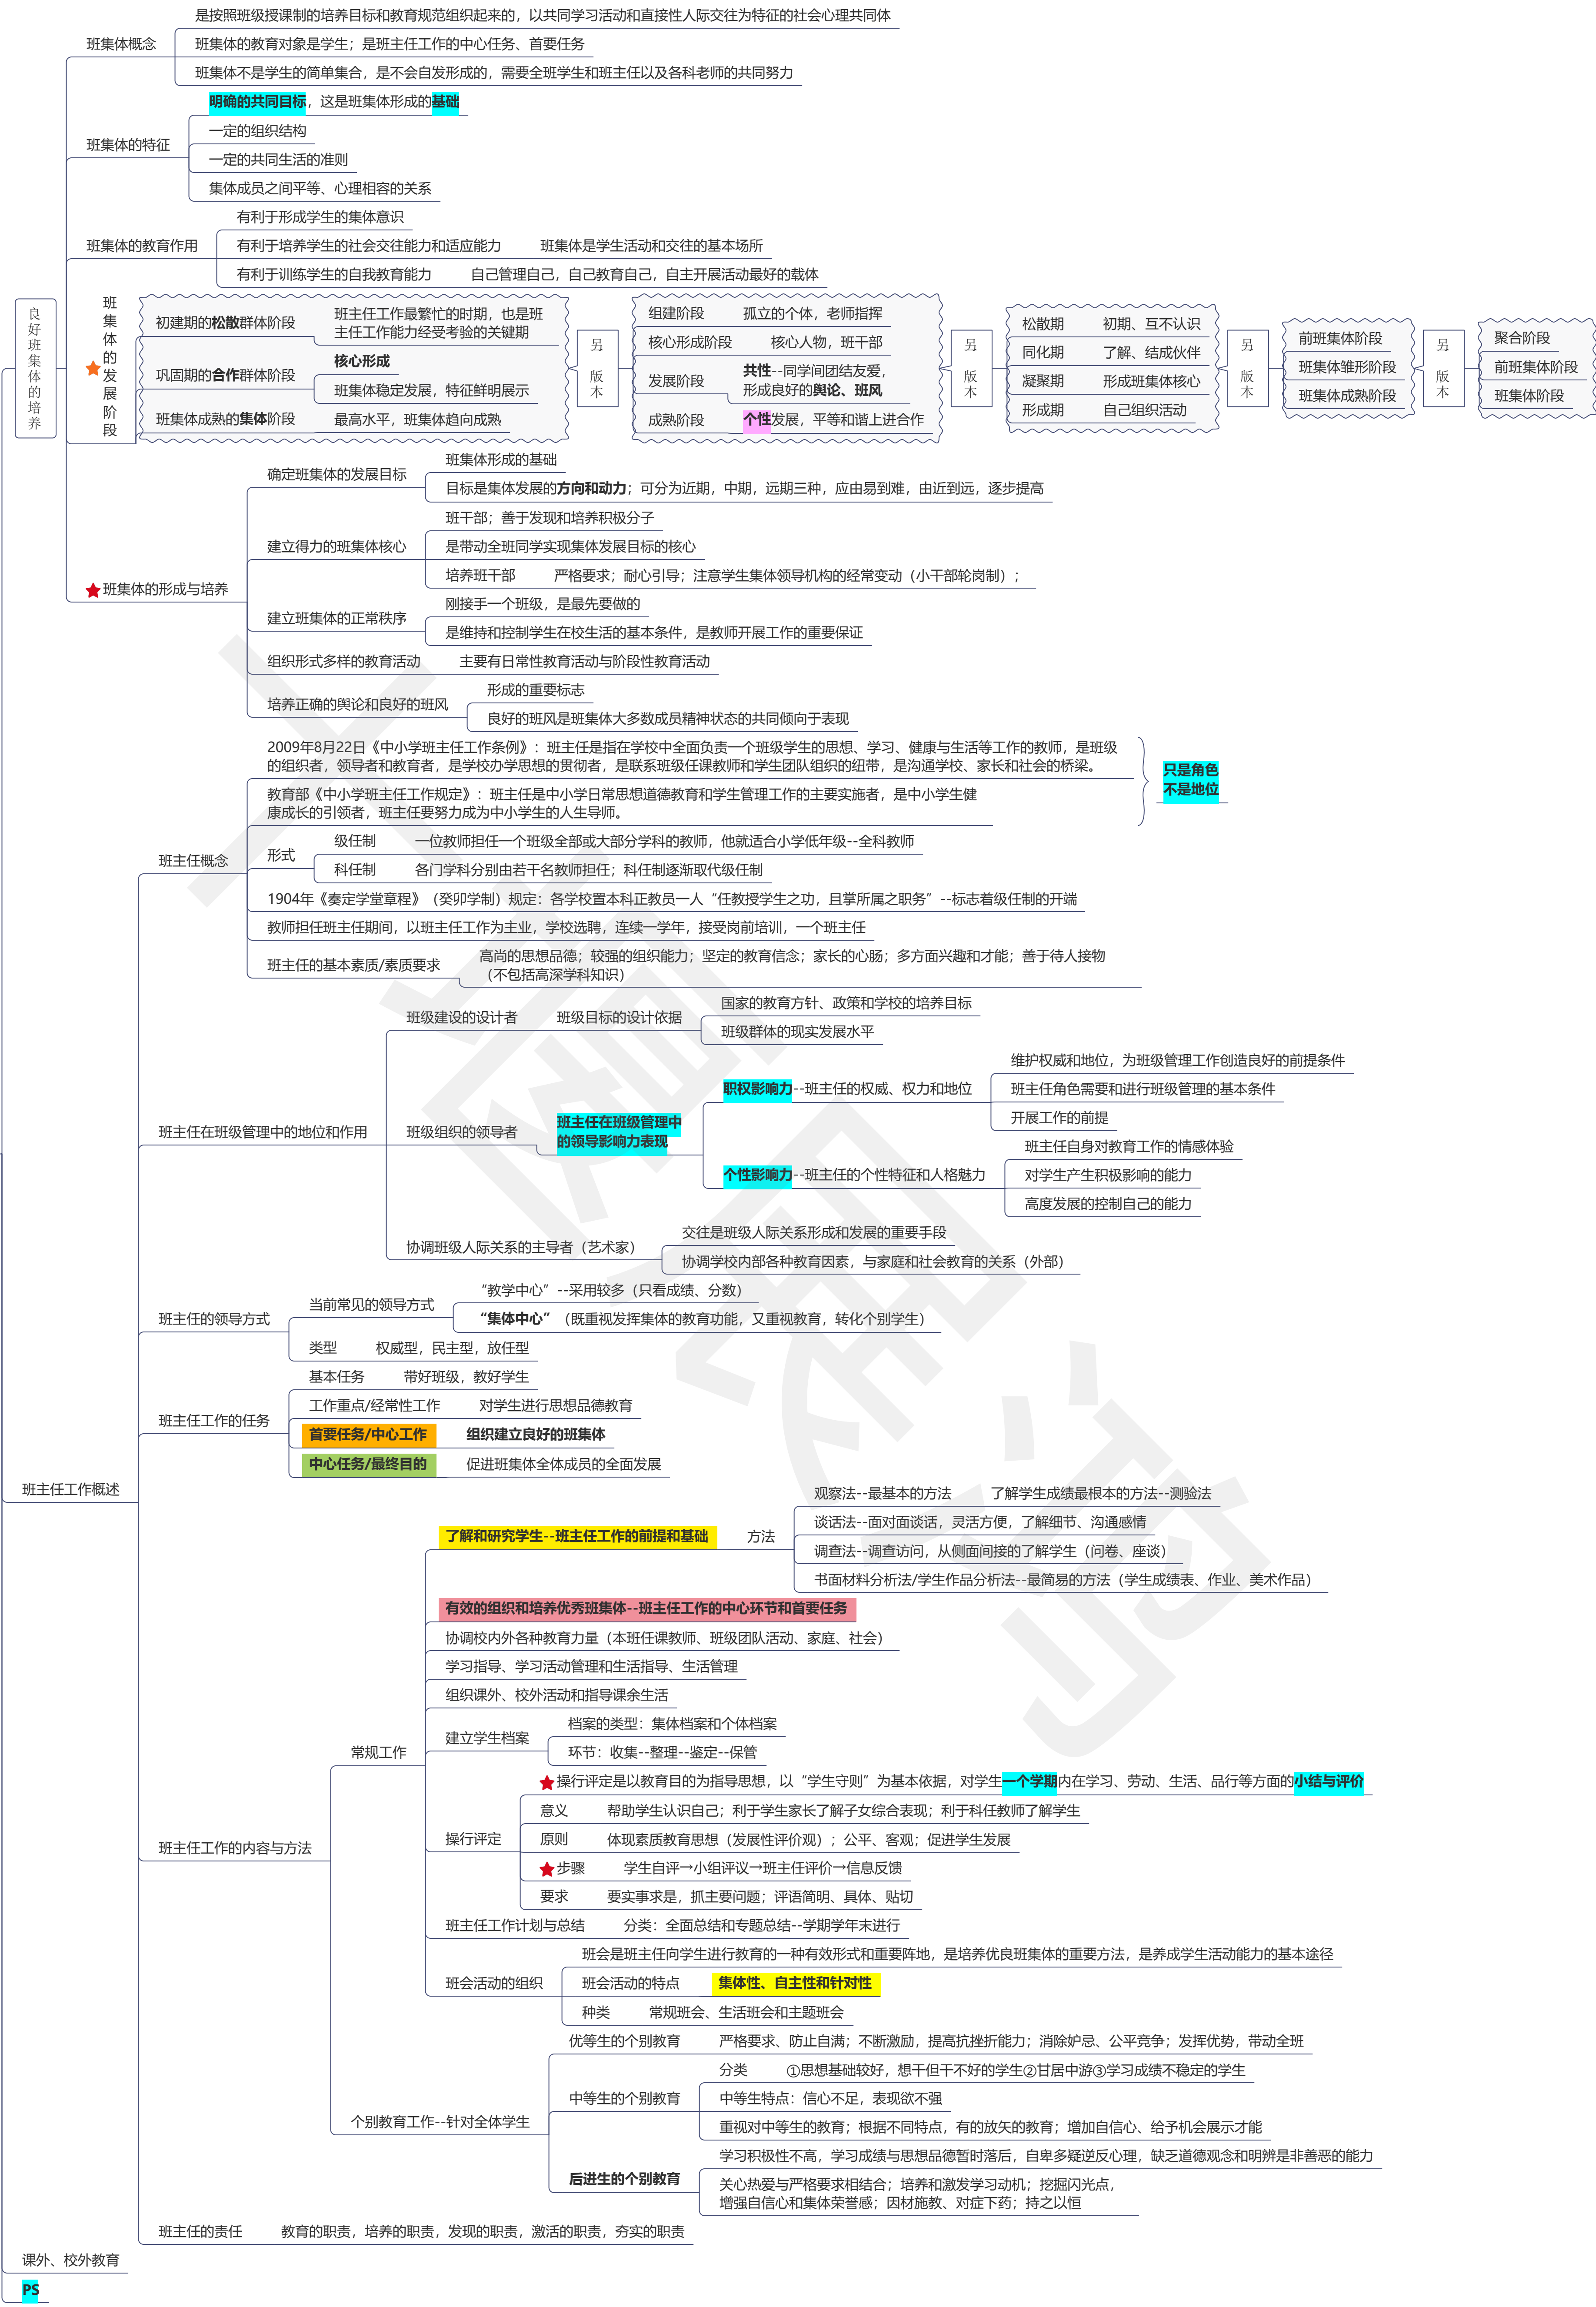 良好班集体的培养
班集体概念
是按照班级授课制的培养目标和教育规范组织起来的，以共同学习活动和直接性人际交往为特征的社会心理共同体
班集体的教育对象是学生；是班主任工作的中心任务、首要任务
班集体不是学生的简单集合，是不会自发形成的，需要全班学生和班主任以及各科老师的共同努力
班集体的特征
明确的共同目标，这是班集体形成的基础
一定的组织结构
一定的共同生活的准则
集体成员之间平等、心理相容的关系
班集体的教育作用
有利于形成学生的集体意识
有利于培养学生的社会交往能力和适应能力
班集体是学生活动和交往的基本场所
有利于训练学生的自我教育能力
自己管理自己，自己教育自己，自主开展活动最好的载体
班集体的发展阶段
初建期的松散群体阶段
班主任工作最繁忙的时期，也是班
主任工作能力经受考验的关键期
巩固期的合作群体阶段
核心形成
班集体稳定发展，特征鲜明展示
班集体成熟的集体阶段
最高水平，班集体趋向成熟
另一版本
组建阶段
孤立的个体，老师指挥
核心形成阶段
核心人物，班干部
发展阶段
共性--同学间团结友爱，
形成良好的舆论、班风
成熟阶段
个性发展，平等和谐上进合作
另一版本
松散期
初期、互不认识
同化期
了解、结成伙伴
凝聚期
形成班集体核心
形成期
自己组织活动
另一版本
前班集体阶段
班集体雏形阶段
班集体成熟阶段
另一版本
聚合阶段
前班集体阶段
班集体阶段
班集体的形成与培养
确定班集体的发展目标
班集体形成的基础
目标是集体发展的方向和动力；可分为近期，中期，远期三种，应由易到难，由近到远，逐步提高
建立得力的班集体核心
班干部；善于发现和培养积极分子
是带动全班同学实现集体发展目标的核心
培养班干部
严格要求；耐心引导；注意学生集体领导机构的经常变动（小干部轮岗制）；
建立班集体的正常秩序
刚接手一个班级，是最先要做的
是维持和控制学生在校生活的基本条件，是教师开展工作的重要保证
组织形式多样的教育活动
主要有日常性教育活动与阶段性教育活动
培养正确的舆论和良好的班风
形成的重要标志
良好的班风是班集体大多数成员精神状态的共同倾向于表现
班主任工作概述
班主任概念
2009年8月22日《中小学班主任工作条例》：班主任是指在学校中全面负责一个班级学生的思想、学习、健康与生活等工作的教师，是班级
的组织者，领导者和教育者，是学校办学思想的贯彻者，是联系班级任课教师和学生团队组织的纽带，是沟通学校、家长和社会的桥梁。
教育部《中小学班主任工作规定》：班主任是中小学日常思想道德教育和学生管理工作的主要实施者，是中小学生健
康成长的引领者，班主任要努力成为中小学生的人生导师。
只是角色
不是地位
形式
级任制
一位教师担任一个班级全部或大部分学科的教师，他就适合小学低年级--全科教师
科任制
各门学科分别由若干名教师担任；科任制逐渐取代级任制
1904年《奏定学堂章程》（癸卯学制）规定：各学校置本科正教员一人“任教授学生之功，且掌所属之职务”--标志着级任制的开端
教师担任班主任期间，以班主任工作为主业，学校选聘，连续一学年，接受岗前培训，一个班主任
班主任的基本素质/素质要求
高尚的思想品德；较强的组织能力；坚定的教育信念；家长的心肠；多方面兴趣和才能；善于待人接物
（不包括高深学科知识）
班主任在班级管理中的地位和作用
班级建设的设计者
班级目标的设计依据
国家的教育方针、政策和学校的培养目标
班级群体的现实发展水平
班级组织的领导者
班主任在班级管理中
的领导影响力表现
职权影响力--班主任的权威、权力和地位
维护权威和地位，为班级管理工作创造良好的前提条件
班主任角色需要和进行班级管理的基本条件
开展工作的前提
个性影响力--班主任的个性特征和人格魅力
班主任自身对教育工作的情感体验
对学生产生积极影响的能力
高度发展的控制自己的能力
协调班级人际关系的主导者（艺术家）
交往是班级人际关系形成和发展的重要手段
协调学校内部各种教育因素，与家庭和社会教育的关系（外部）
班主任的领导方式
当前常见的领导方式
“教学中心”--采用较多（只看成绩、分数）
“集体中心”（既重视发挥集体的教育功能，又重视教育，转化个别学生）
类型
权威型，民主型，放任型
班主任工作的任务
基本任务
带好班级，教好学生
工作重点/经常性工作
对学生进行思想品德教育
首要任务/中心工作
组织建立良好的班集体
中心任务/最终目的
促进班集体全体成员的全面发展
班主任工作的内容与方法
常规工作
了解和研究学生--班主任工作的前提和基础
方法
观察法--最基本的方法
了解学生成绩最根本的方法--测验法
谈话法--面对面谈话，灵活方便，了解细节、沟通感情
调查法--调查访问，从侧面间接的了解学生（问卷、座谈）
书面材料分析法/学生作品分析法--最简易的方法（学生成绩表、作业、美术作品）
有效的组织和培养优秀班集体--班主任工作的中心环节和首要任务
协调校内外各种教育力量（本班任课教师、班级团队活动、家庭、社会）
学习指导、学习活动管理和生活指导、生活管理
组织课外、校外活动和指导课余生活
建立学生档案
档案的类型：集体档案和个体档案
环节：收集--整理--鉴定--保管
操行评定
操行评定是以教育目的为指导思想，以“学生守则”为基本依据，对学生一个学期内在学习、劳动、生活、品行等方面的小结与评价
意义
帮助学生认识自己；利于学生家长了解子女综合表现；利于科任教师了解学生
原则
体现素质教育思想（发展性评价观）；公平、客观；促进学生发展
步骤
学生自评→小组评议→班主任评价→信息反馈
要求
要实事求是，抓主要问题；评语简明、具体、贴切
班主任工作计划与总结
分类：全面总结和专题总结--学期学年末进行
班会活动的组织
班会是班主任向学生进行教育的一种有效形式和重要阵地，是培养优良班集体的重要方法，是养成学生活动能力的基本途径
班会活动的特点
集体性、自主性和针对性
种类
常规班会、生活班会和主题班会
个别教育工作--针对全体学生
优等生的个别教育
严格要求、防止自满；不断激励，提高抗挫折能力；消除妒忌、公平竞争；发挥优势，带动全班
中等生的个别教育
分类
①思想基础较好，想干但干不好的学生②甘居中游③学习成绩不稳定的学生
中等生特点：信心不足，表现欲不强
重视对中等生的教育；根据不同特点，有的放矢的教育；增加自信心、给予机会展示才能
后进生的个别教育
学习积极性不高，学习成绩与思想品德暂时落后，自卑多疑逆反心理，缺乏道德观念和明辨是非善恶的能力
关心热爱与严格要求相结合；培养和激发学习动机；挖掘闪光点，
增强自信心和集体荣誉感；因材施教、对症下药；持之以恒
班主任的责任
教育的职责，培养的职责，发现的职责，激活的职责，夯实的职责
课外、校外教育
PS